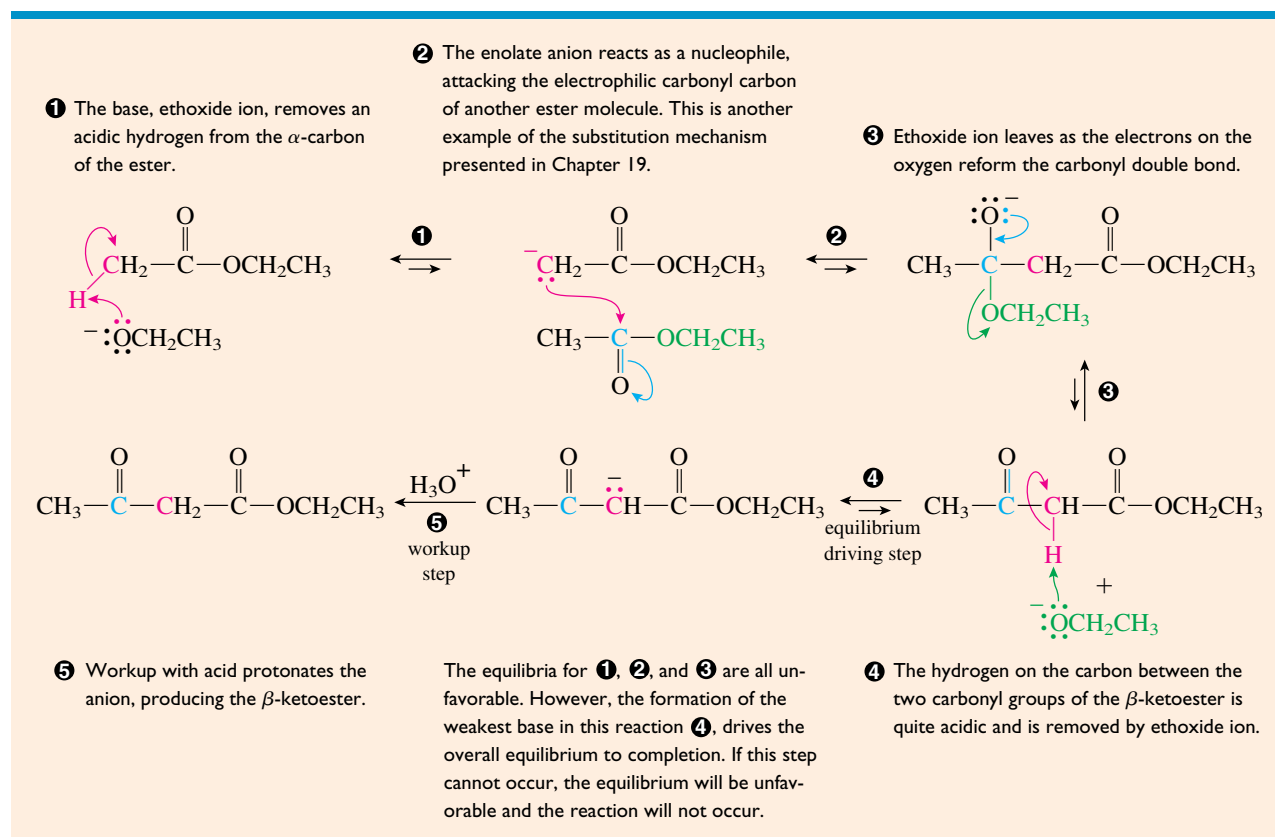 ❶ The base, ethoxide ion, removes an
acidic hydrogen from the α-carbon
of the ester.
❷ The enolate anion reacts as a nucleophile,
attacking the electrophilic carbonyl carbon
of another ester molecule. This is another
example of the substitution mechanism
presented in Chapter 19.
❸ Ethoxide ion leaves as the electrons on the
oxygen reform the carbonyl double bond.
O
CH₂—C—OCH₂CH₃
H
− :OCH₂CH₃
❶
O
− CH₂—C—OCH₂CH₃
CH₃—C—OCH₂CH₃
O
❷
:O: − O
CH₃—C—CH₂—C—OCH₂CH₃
OCH₂CH₃
❸
O O
CH₃—C—CH—C—OCH₂CH₃
H
+
− :OCH₂CH₃
❹
equilibrium
driving step
O − O
CH₃—C—CH—C—OCH₂CH₃
H₃O⁺
❺
workup
step
O O
CH₃—C—CH₂—C—OCH₂CH₃
❺ Workup with acid protonates the
anion, producing the β-ketoester.
The equilibria for ❶, ❷, and ❸ are all un-
favorable. However, the formation of the
weakest base in this reaction ❹, drives the
overall equilibrium to completion. If this step
cannot occur, the equilibrium will be unfav-
orable and the reaction will not occur.
❹ The hydrogen on the carbon between the
two carbonyl groups of the β-ketoester is
quite acidic and is removed by ethoxide ion.